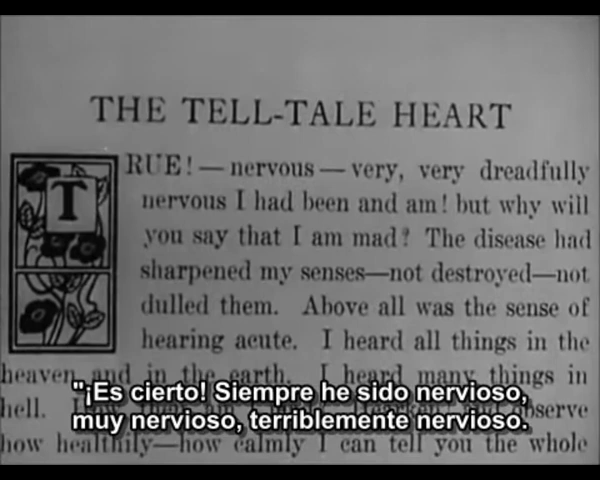 THE TELL-TALE HEART
TRUE!—nervous—very, very dreadfully
nervous I had been and am! but why will
you say that I am mad? The disease had
sharpened my senses—not destroyed—not
dulled them. Above all was the sense of
hearing acute. I heard all things in the
heaven and in the earth. I heard many things in
hell. observe
how healthily—how calmly I can tell you the whole
"¡Es cierto! Siempre he sido nervioso,
muy nervioso, terriblemente nervioso.